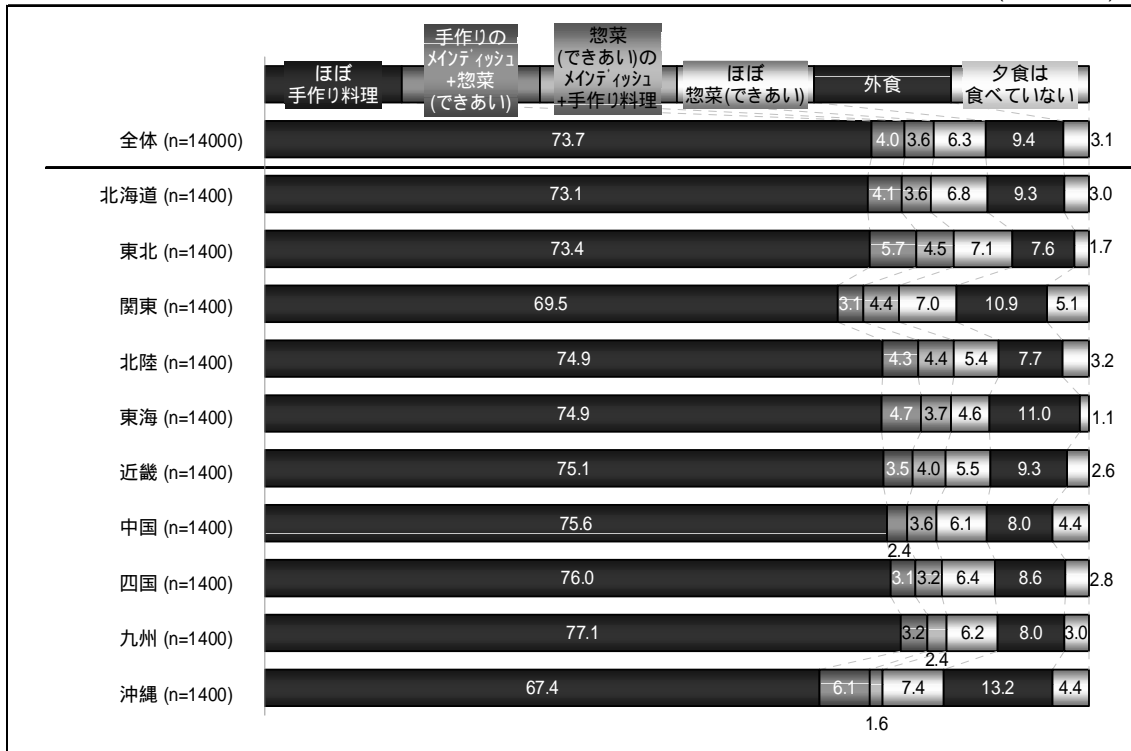 ほぼ
手作り料理
手作りの
ﾒｲﾝﾃﾞｨｯｼｭ
+惣菜
(できあい)
惣菜
(できあい)の
ﾒｲﾝﾃﾞｨｯｼｭ
+手作り料理
ほぼ
惣菜(できあい)
外食
夕食は
食べていない
全体 (n=14000) 73.7 4.0 3.6 6.3 9.4 3.1
北海道 (n=1400) 73.1 4.1 3.6 6.8 9.3 3.0
東北 (n=1400) 73.4 5.7 4.5 7.1 7.6 1.7
関東 (n=1400) 69.5 3.1 4.4 7.0 10.9 5.1
北陸 (n=1400) 74.9 4.3 4.4 5.4 7.7 3.2
東海 (n=1400) 74.9 4.7 3.7 4.6 11.0 1.1
近畿 (n=1400) 75.1 3.5 4.0 5.5 9.3 2.6
中国 (n=1400) 75.6 2.4 3.6 6.1 8.0 4.4
四国 (n=1400) 76.0 3.1 3.2 6.4 8.6 2.8
九州 (n=1400) 77.1 3.2 2.4 6.2 8.0 3.0
沖縄 (n=1400) 67.4 6.1 1.6 7.4 13.2 4.4